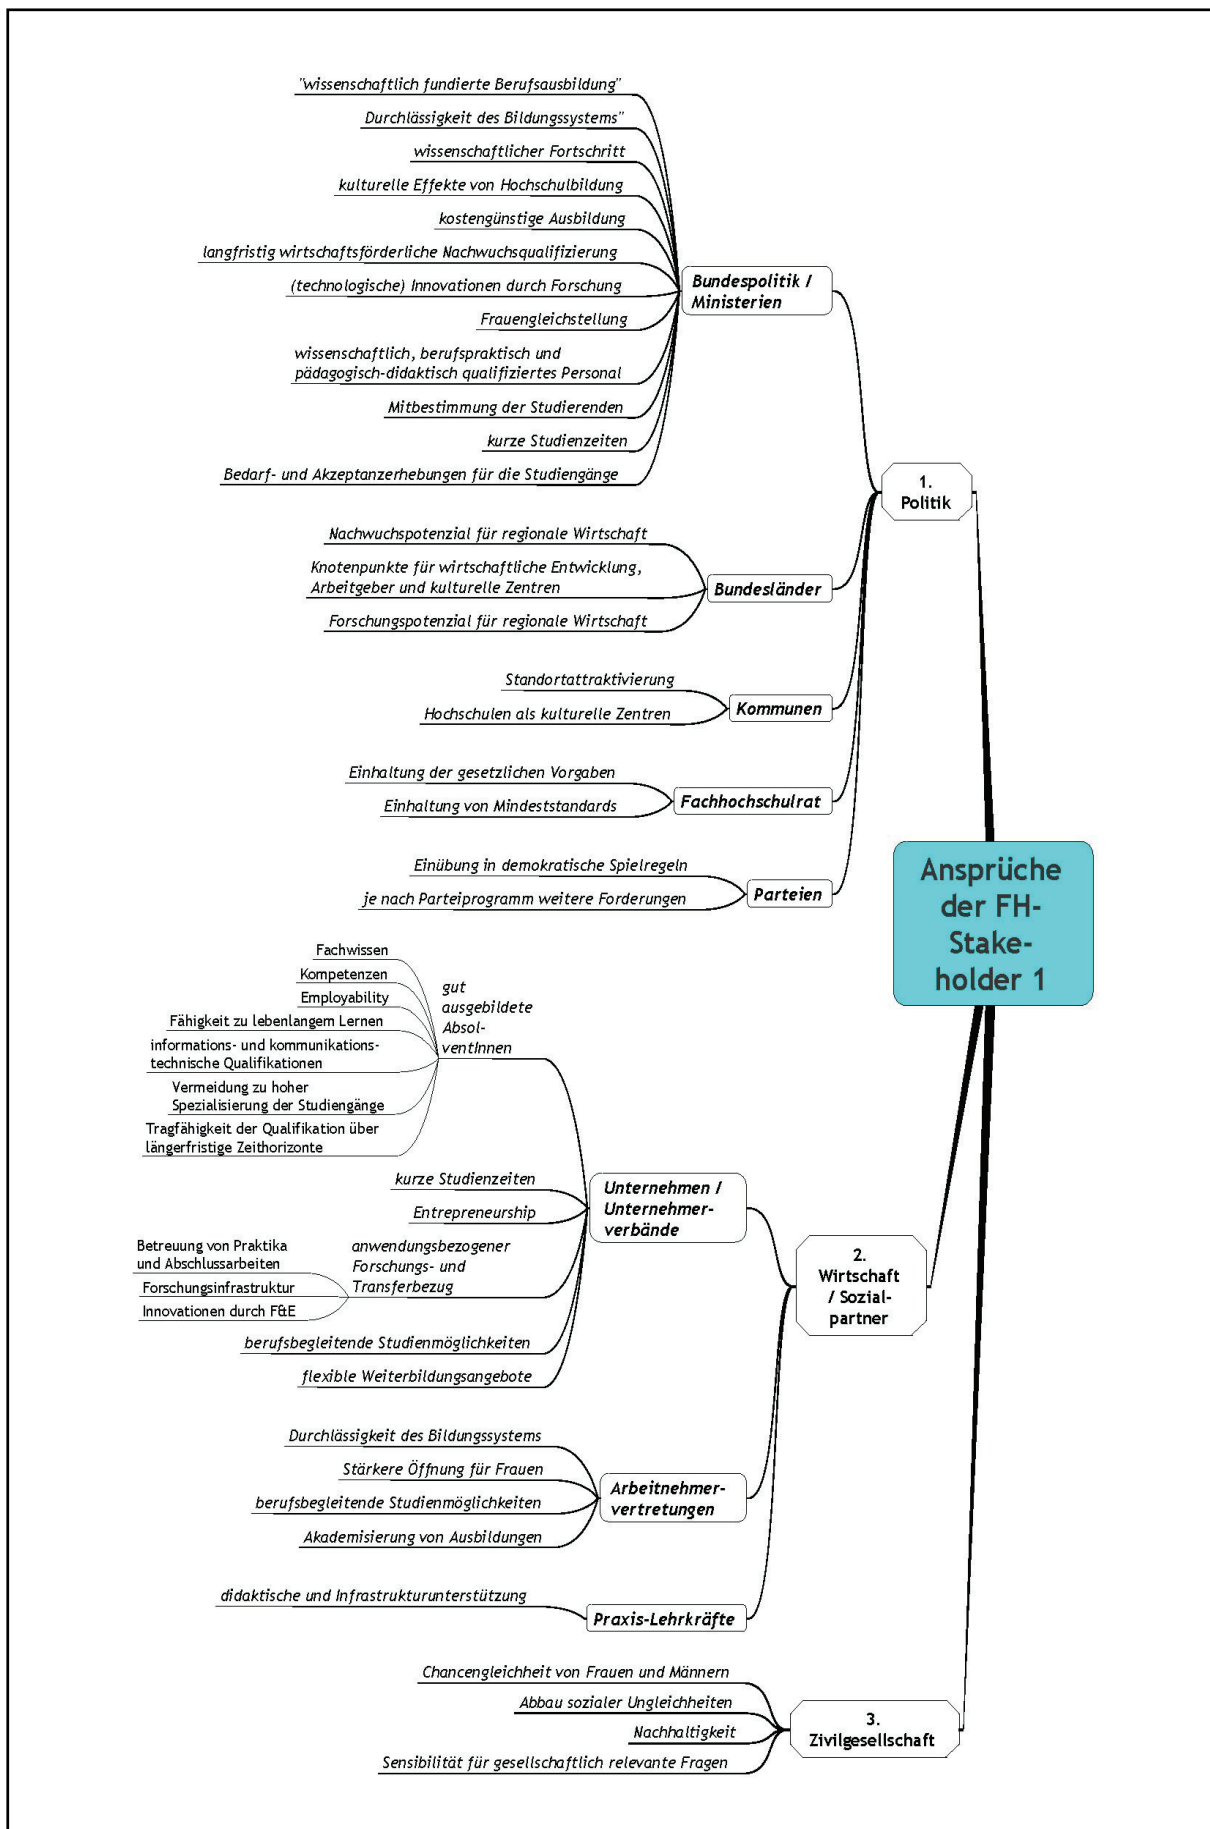 "wissenschaftlich fundierte Berufsausbildung"
Durchlässigkeit des Bildungssystems"
wissenschaftlicher Fortschritt
kulturelle Effekte von Hochschulbildung
kostengünstige Ausbildung
langfristig wirtschaftsförderliche Nachwuchsqualifizierung
(technologische) Innovationen durch Forschung
Frauengleichstellung
wissenschaftlich, berufspraktisch und
pädagogisch-didaktisch qualifiziertes Personal
Mitbestimmung der Studierenden
kurze Studienzeiten
Bedarf- und Akzeptanzerhebungen für die Studiengänge
Bundespolitik /
Ministerien
1.
Politik
Nachwuchspotenzial für regionale Wirtschaft
Knotenpunkte für wirtschaftliche Entwicklung,
Arbeitgeber und kulturelle Zentren
Forschungspotenzial für regionale Wirtschaft
Bundesländer
Standortattraktivierung
Hochschulen als kulturelle Zentren
Kommunen
Einhaltung der gesetzlichen Vorgaben
Einhaltung von Mindeststandards
Fachhochschulrat
Einübung in demokratische Spielregeln
je nach Parteiprogramm weitere Forderungen
Parteien
Ansprüche
der FH-
Stake-
holder 1
Fachwissen
Kompetenzen
Employability
Fähigkeit zu lebenlangem Lernen
informations- und kommunikations-
technische Qualifikationen
Vermeidung zu hoher
Spezialisierung der Studiengänge
Tragfähigkeit der Qualifikation über
längerfristige Zeithorizonte
gut
ausgebildete
Absol-
ventInnen
kurze Studienzeiten
Entrepreneurship
Betreuung von Praktika
und Abschlussarbeiten
Forschungsinfrastruktur
Innovationen durch F&E
anwendungsbezogener
Forschungs- und
Transferbezug
berufsbegleitende Studienmöglichkeiten
flexible Weiterbildungsangebote
Unternehmen /
Unternehmer-
verbände
2.
Wirtschaft
/ Sozial-
partner
Durchlässigkeit des Bildungssystems
Stärkere Öffnung für Frauen
berufsbegleitende Studienmöglichkeiten
Akademisierung von Ausbildungen
Arbeitnehmer-
vertretungen
didaktische und Infrastrukturunterstützung
Praxis-Lehrkräfte
Chancengleichheit von Frauen und Männern
Abbau sozialer Ungleichheiten
Nachhaltigkeit
Sensibilität für gesellschaftlich relevante Fragen
3.
Zivilgesellschaft